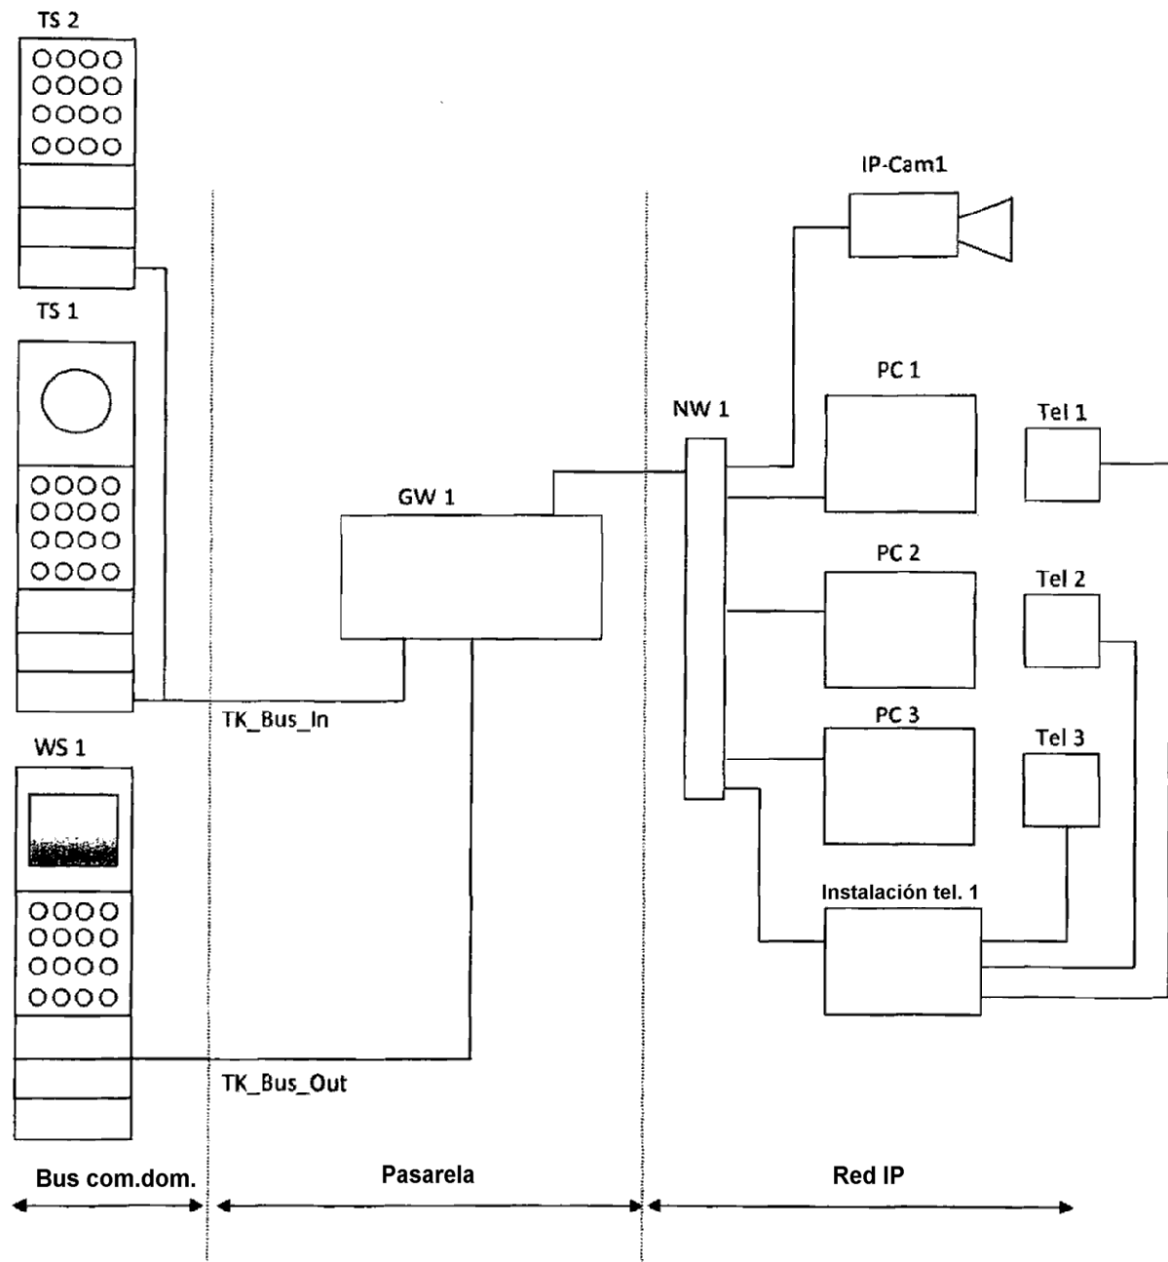 TS 2
IP-Cam1
TS 1
PC 1
NW 1
Tel 1
GW 1
PC 2
Tel 2
TK_Bus_In
PC 3
WS 1
Tel 3
Instalación tel. 1
TK_Bus_Out
Bus com.dom.
Pasarela
Red IP